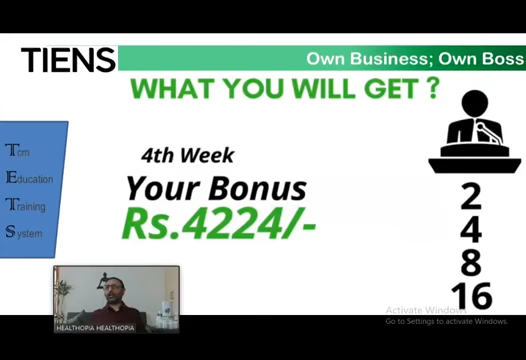 TIENS
Own Business; Own Boss
WHAT YOU WILL GET ?
Tcm
Education
Training
System
4th Week
Your Bonus
Rs.4224/-
2
4
8
16
HEALTHOPIA HEALTHOPIA
Activate Windows
Go to Settings to activate Windows.